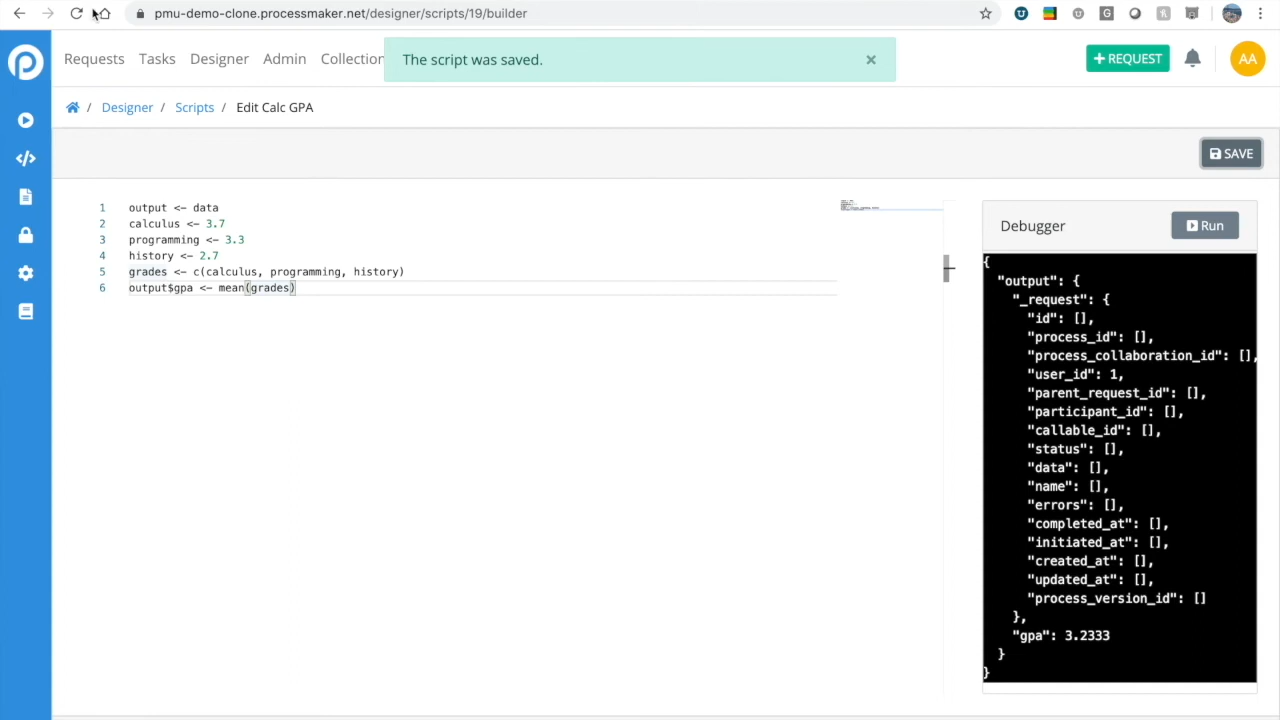 pmu-demo-clone.processmaker.net/designer/scripts/19/builder
Requests Tasks Designer Admin Collection
The script was saved. ×
+ REQUEST
AA
/ Designer / Scripts / Edit Calc GPA
SAVE
1 output <- data
2 calculus <- 3.7
3 programming <- 3.3
4 history <- 2.7
5 grades <- c(calculus, programming, history)
6 output$gpa <- mean(grades)
Debugger
Run
{
"output": {
"_request": {
"id": [],
"process_id": [],
"process_collaboration_id": [],
"user_id": 1,
"parent_request_id": [],
"participant_id": [],
"callable_id": [],
"status": [],
"data": [],
"name": [],
"errors": [],
"completed_at": [],
"initiated_at": [],
"created_at": [],
"updated_at": [],
"process_version_id": []
},
"gpa": 3.2333
}
}